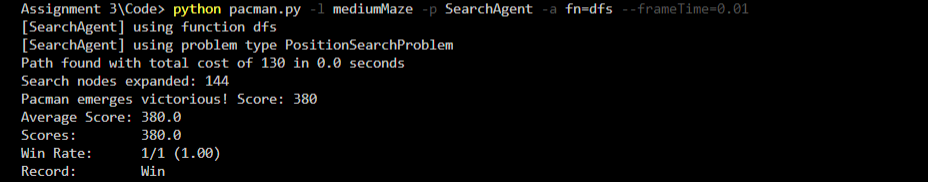 Assignment 3\Code> python pacman.py -l mediumMaze -p SearchAgent -a fn=dfs --frameTime=0.01
[SearchAgent] using function dfs
[SearchAgent] using problem type PositionSearchProblem
Path found with total cost of 130 in 0.0 seconds
Search nodes expanded: 144
Pacman emerges victorious! Score: 380
Average Score: 380.0
Scores:        380.0
Win Rate:      1/1 (1.00)
Record:        Win